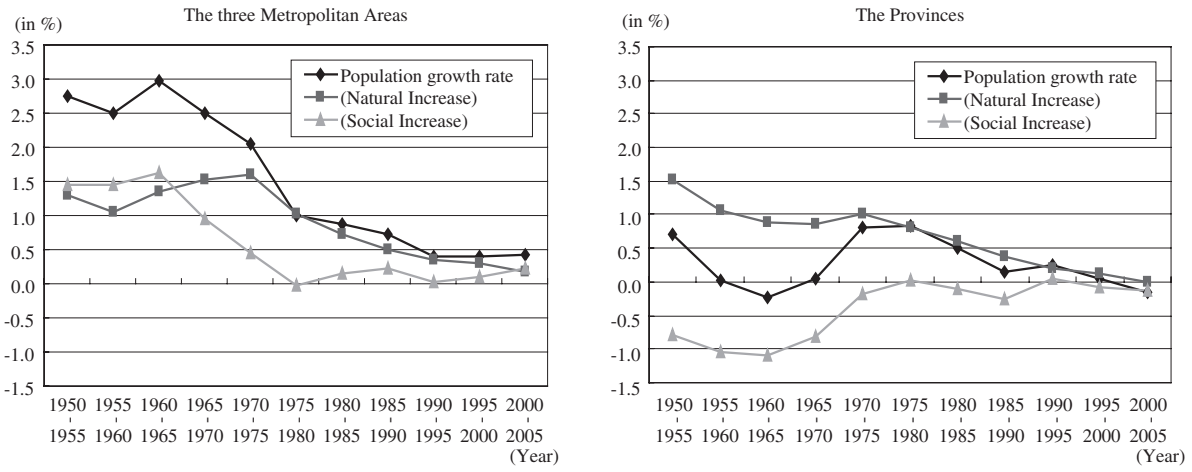 The three Metropolitan Areas
(in %)
3.5
3.0
2.5
2.0
1.5
1.0
0.5
0.0
-0.5
-1.0
-1.5
Population growth rate
(Natural Increase)
(Social Increase)
1950 1955 1960 1965 1970 1975 1980 1985 1990 1995 2000
1955 1960 1965 1970 1975 1980 1985 1990 1995 2000 2005
(Year)
The Provinces
(in %)
3.5
3.0
2.5
2.0
1.5
1.0
0.5
0.0
-0.5
-1.0
-1.5
Population growth rate
(Natural Increase)
(Social Increase)
1950 1955 1960 1965 1970 1975 1980 1985 1990 1995 2000
1955 1960 1965 1970 1975 1980 1985 1990 1995 2000 2005
(Year)